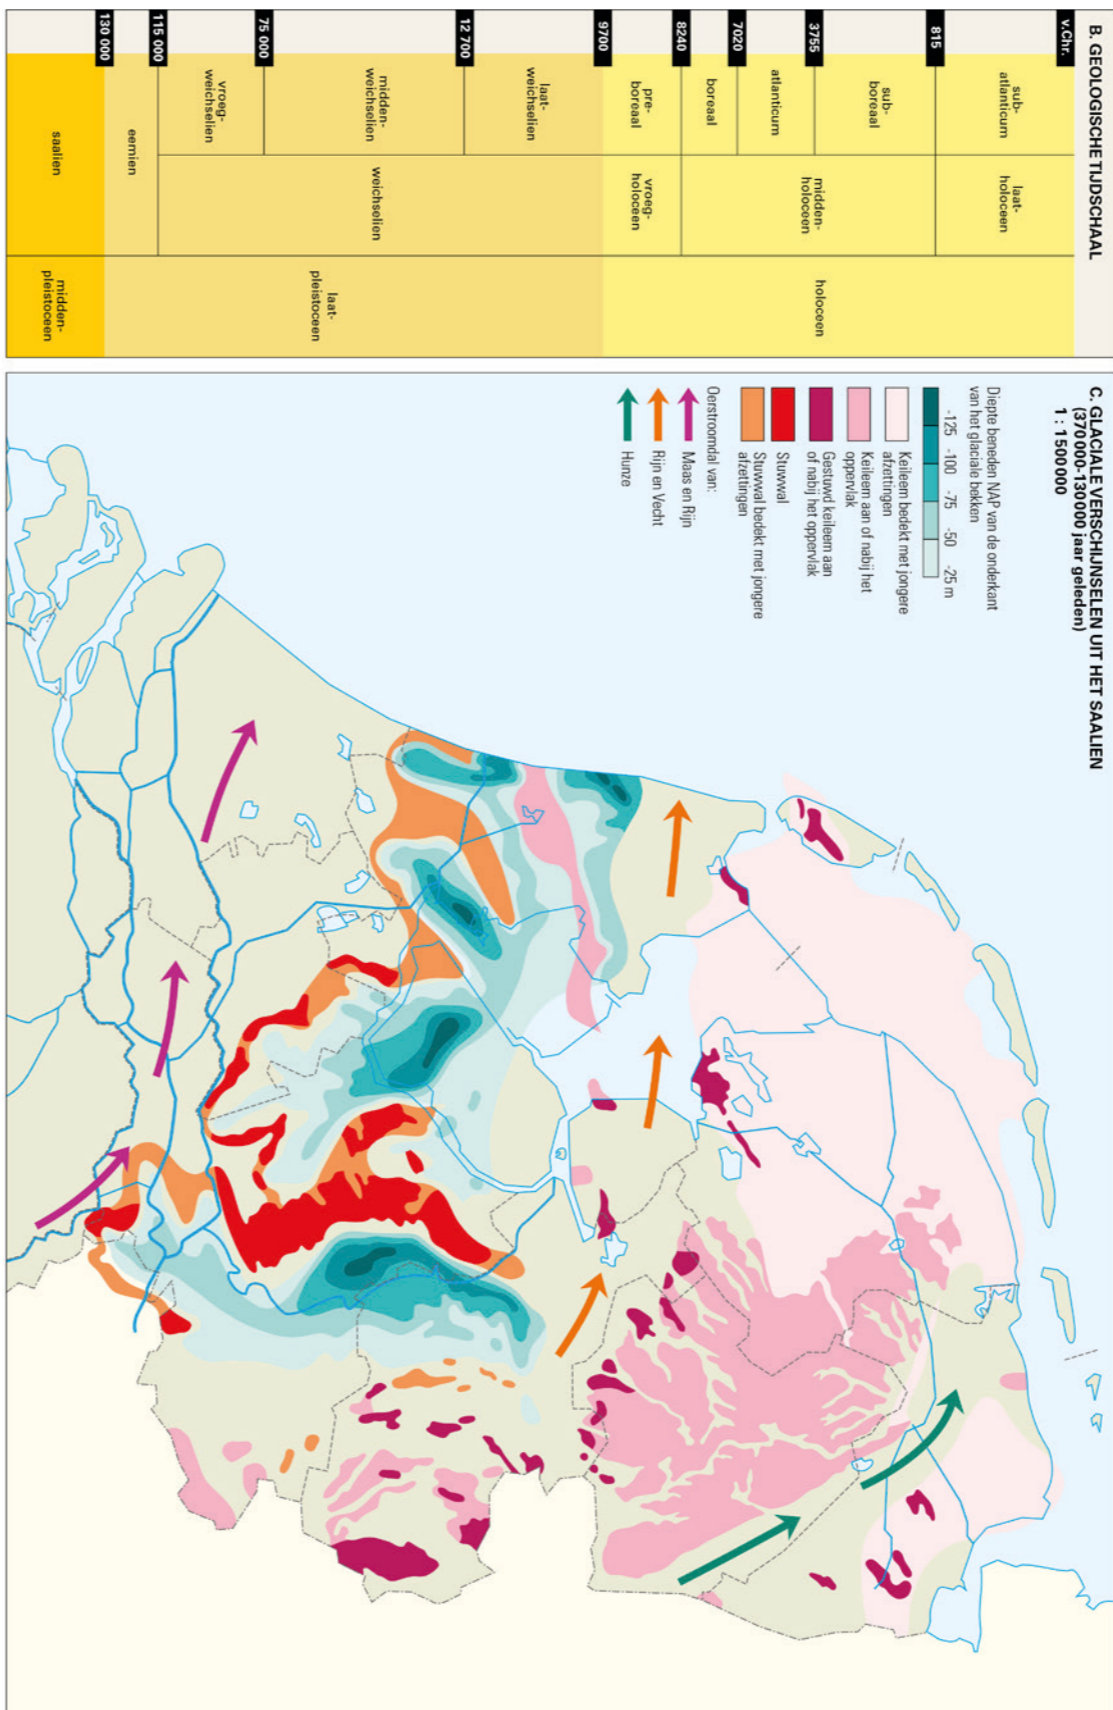 B. GEOLOGISCHE TIJDSCHAAL
v.Chr.
815
3755
7020
8240
9700
12 700
75 000
115 000
130 000
sub-
atlanticum
sub-
boreaal
atlanticum
boreaal
pre-
boreaal
laat-
weichselien
midden-
weichselien
vroeg-
weichselien
eemien
saalien
laat-
holoceen
midden-
holoceen
vroeg-
holoceen
weichselien
holoceen
laat-
pleistoceen
midden-
pleistoceen
C. GLACIALE VERSCHIJNSELEN UIT HET SAALIEN
(370 000-130 000 jaar geleden)
1 : 1 500 000
Diepte beneden NAP van de onderkant
van het glaciale bekken
-125 -100 -75 -50 -25 m
Keileem bedekt met jongere
afzettingen
Keileem aan of nabij het
oppervlak
Gestuwd keileem aan
of nabij het oppervlak
Stuwwal
Stuwwal bedekt met jongere
afzettingen
Oerstroomdal van:
Maas en Rijn
Rijn en Vecht
Hunze